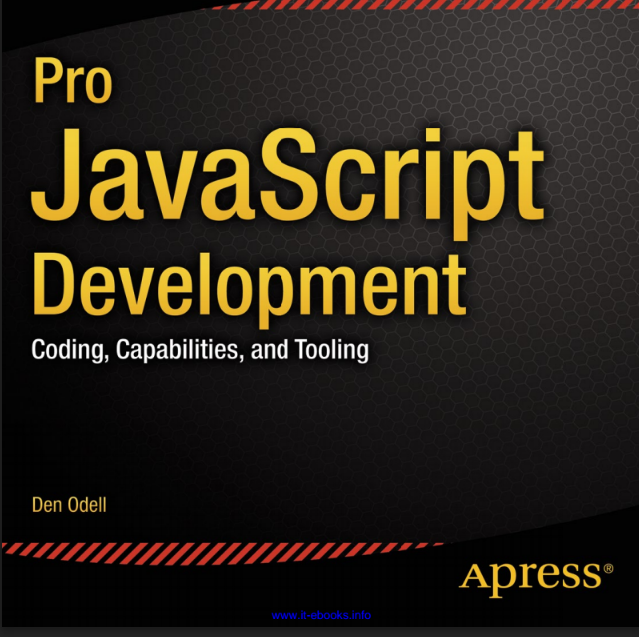 Pro
JavaScript
Development
Coding, Capabilities, and Tooling
Den Odell
Apress®
www.it-ebooks.info